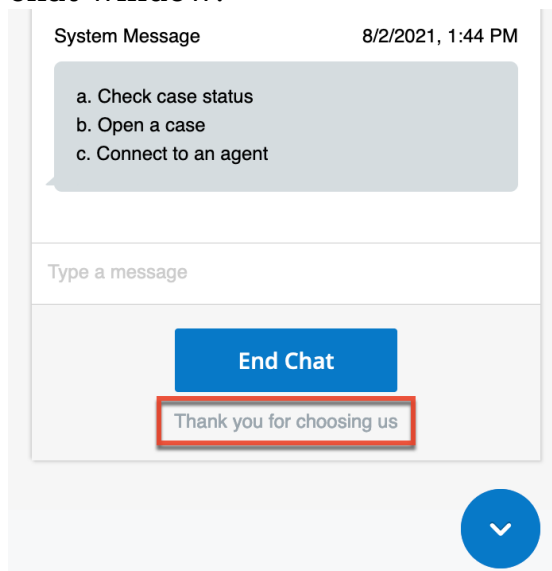 System Message 8/2/2021, 1:44 PM
a. Check case status
b. Open a case
c. Connect to an agent
Type a message
End Chat
Thank you for choosing us